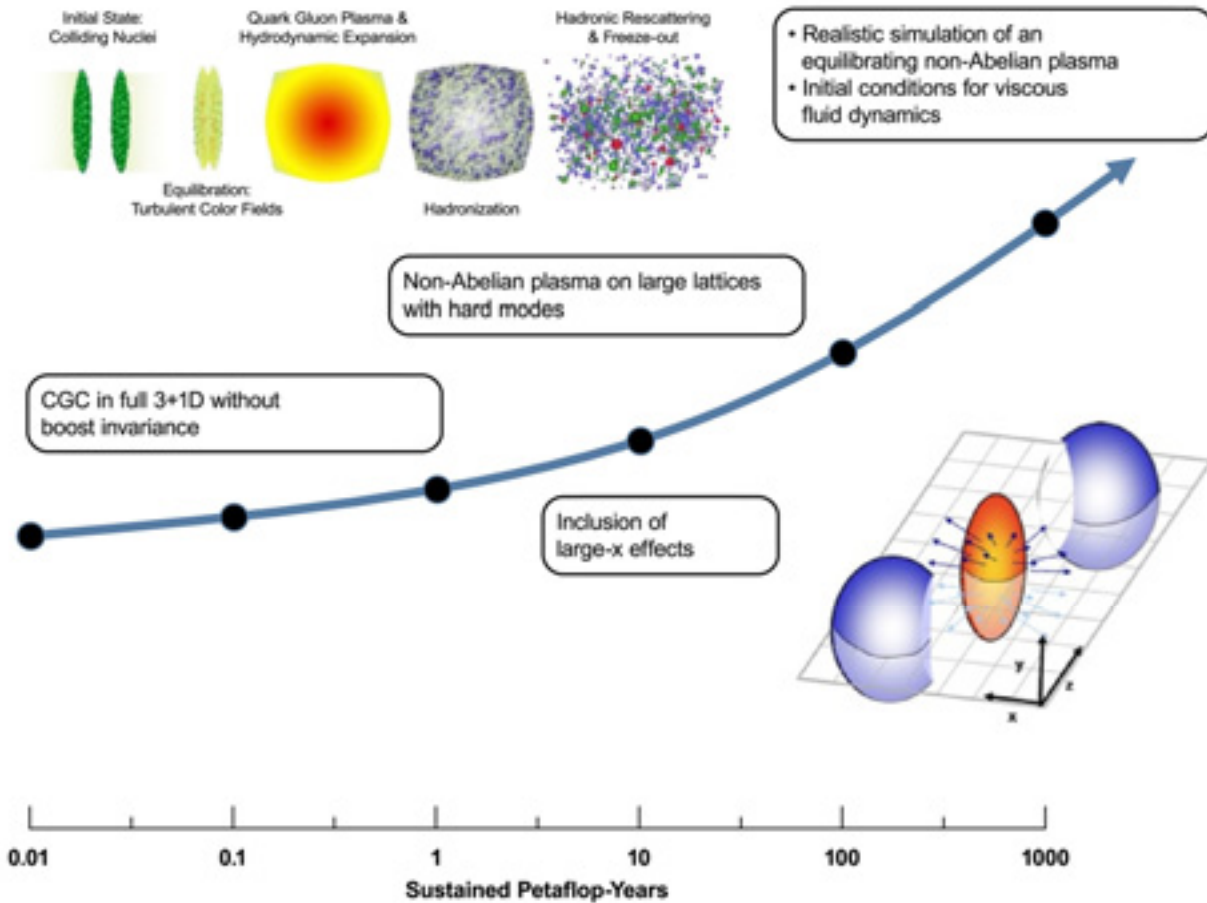 Initial State:
Colliding Nuclei
Quark Gluon Plasma &
Hydrodynamic Expansion
Hadronic Rescattering
& Freeze-out
Equilibration:
Turbulent Color Fields
Hadronization
• Realistic simulation of an
equilibrating non-Abelian plasma
• Initial conditions for viscous
fluid dynamics
Non-Abelian plasma on large lattices
with hard modes
CGC in full 3+1D without
boost invariance
Inclusion of
large-x effects
y
z
x
0.01 0.1 1 10 100 1000
Sustained Petaflop-Years